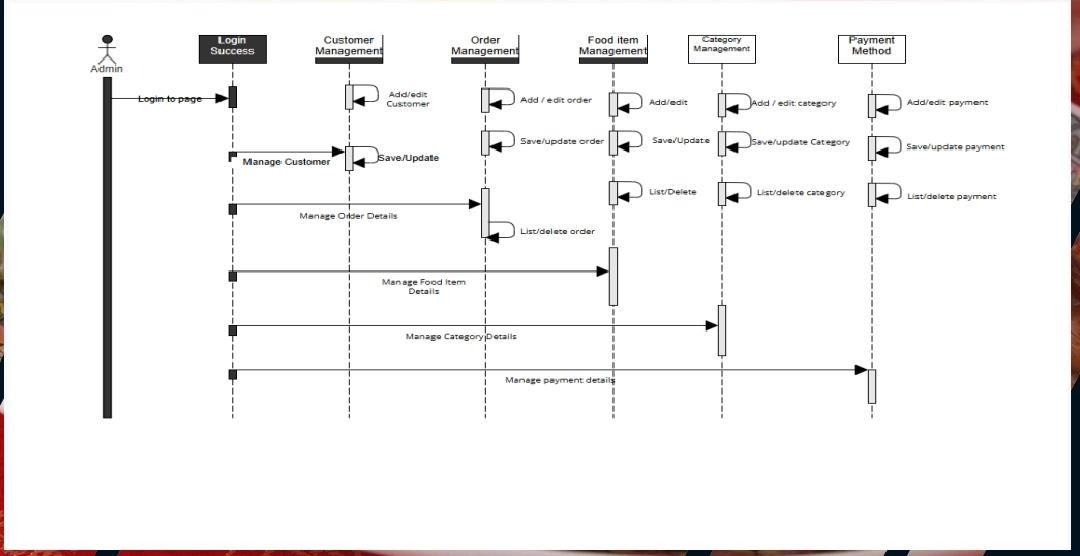 Login
Success
Customer
Management
Order
Management
Food item
Management
Category
Management
Payment
Method
Admin
Login to page
Add/edit
Customer
Add / edit order
Add/edit
Add / edit category
Add/edit payment
Save/update order
Save/Update
Save/update Category
Save/update payment
Manage Customer
Save/Update
List/Delete
List/delete category
List/delete payment
Manage Order Details
List/delete order
Manage Food Item
Details
Manage Category Details
Manage payment details